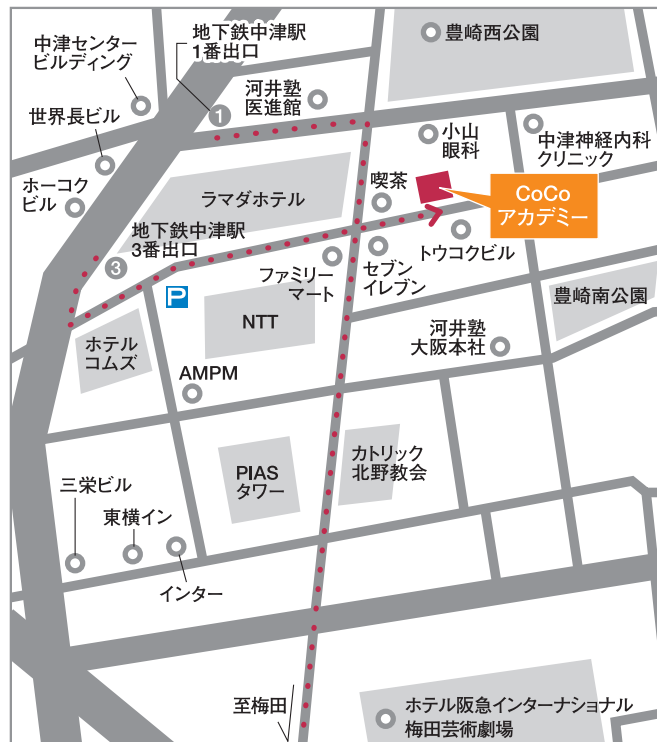 地下鉄中津駅
1番出口
豊崎西公園
中津センター
ビルディング
河井塾
医進館
1
世界長ビル
小山
眼科
中津神経内科
クリニック
ホーコク
ビル
ラマダホテル
喫茶
CoCo
アカデミー
地下鉄中津駅
3番出口
3
ファミリー
マート
セブン
イレブン
トウコクビル
P
NTT
豊崎南公園
ホテル
コムズ
河井塾
大阪本社
AMPM
カトリック
北野教会
PIAS
タワー
三栄ビル
東横イン
インター
至梅田
ホテル阪急インターナショナル
梅田芸術劇場